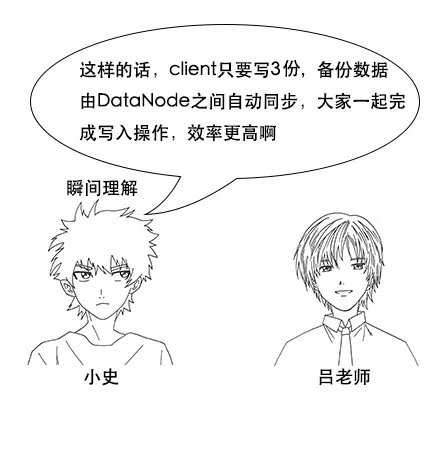 这样的话，client只要写3份，备份数据
由DataNode之间自动同步，大家一起完
成写入操作，效率更高啊
瞬间理解
小史
吕老师